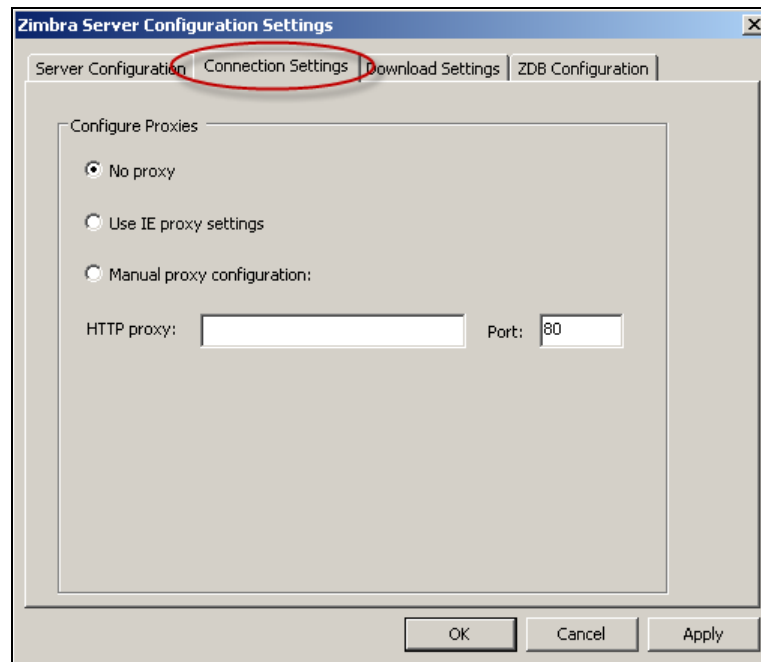 Zimbra Server Configuration Settings
Server Configuration Connection Settings Download Settings ZDB Configuration
Configure Proxies
No proxy
Use IE proxy settings
Manual proxy configuration:
HTTP proxy: Port: 80
OK Cancel Apply